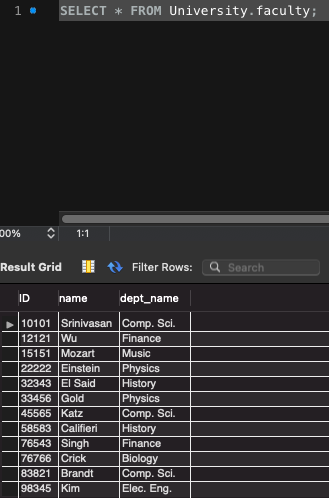 1 SELECT * FROM University.faculty;
00% 1:1
Result Grid Filter Rows: Search
ID name dept_name
10101 Srinivasan Comp. Sci.
12121 Wu Finance
15151 Mozart Music
22222 Einstein Physics
32343 El Said History
33456 Gold Physics
45565 Katz Comp. Sci.
58583 Califieri History
76543 Singh Finance
76766 Crick Biology
83821 Brandt Comp. Sci.
98345 Kim Elec. Eng.